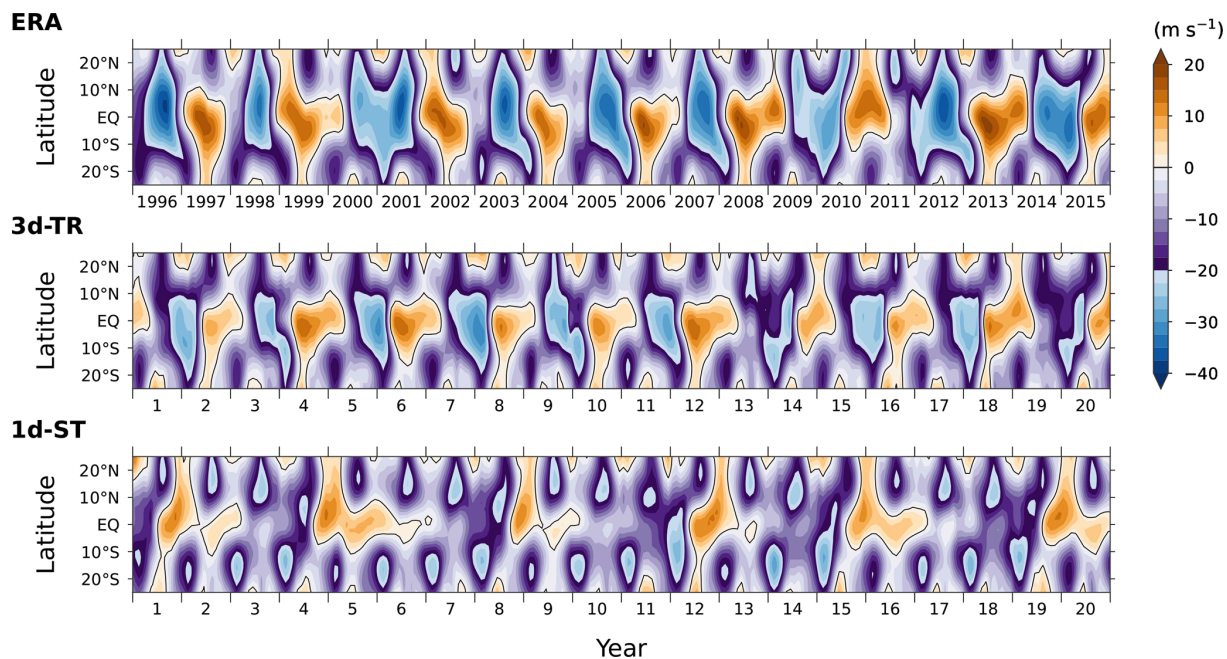 ERA
(m s⁻¹)
Latitude
20°N
10°N
EQ
10°S
20°S
1996 1997 1998 1999 2000 2001 2002 2003 2004 2005 2006 2007 2008 2009 2010 2011 2012 2013 2014 2015
20
10
0
−10
−20
−30
−40
3d-TR
Latitude
20°N
10°N
EQ
10°S
20°S
1 2 3 4 5 6 7 8 9 10 11 12 13 14 15 16 17 18 19 20
1d-ST
Latitude
20°N
10°N
EQ
10°S
20°S
1 2 3 4 5 6 7 8 9 10 11 12 13 14 15 16 17 18 19 20
Year